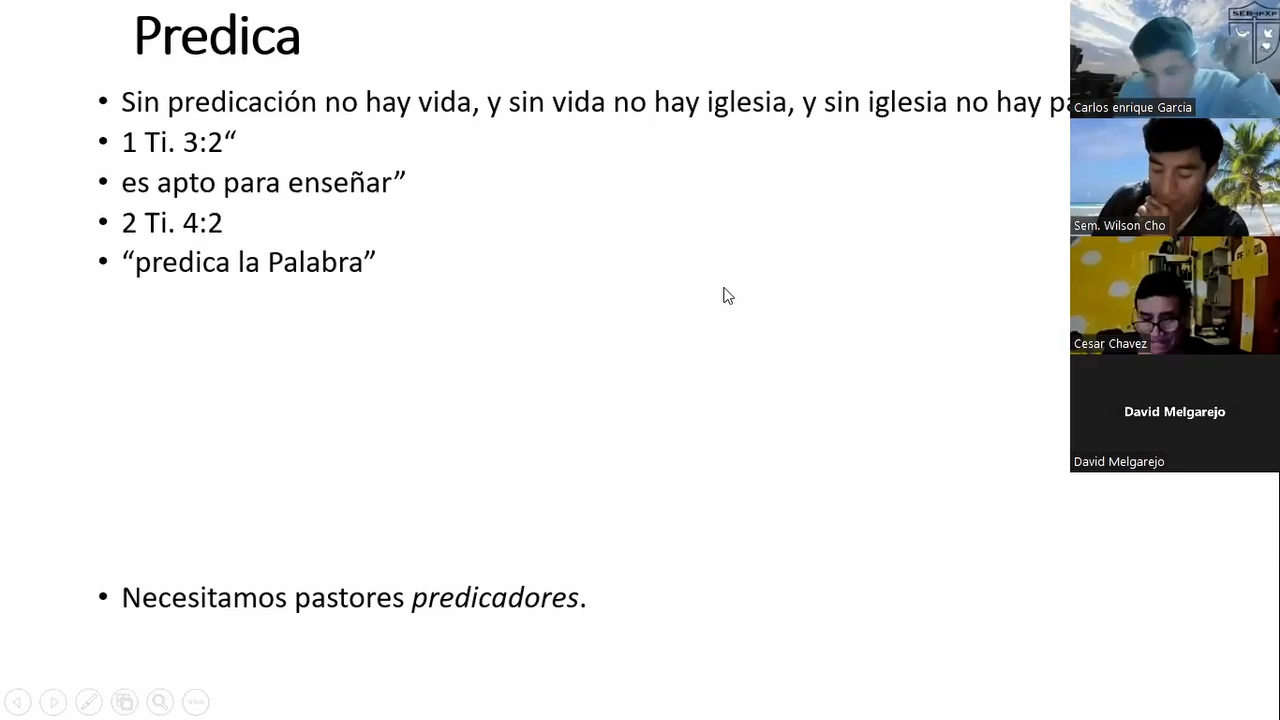 Predica
• Sin predicación no hay vida, y sin vida no hay iglesia, y sin iglesia no hay
• 1 Ti. 3:2“
• es apto para enseñar”
• 2 Ti. 4:2
• “predica la Palabra”
• Necesitamos pastores predicadores.
Carlos enrique Garcia
Sem. Wilson Cho
Cesar Chavez
David Melgarejo
David Melgarejo